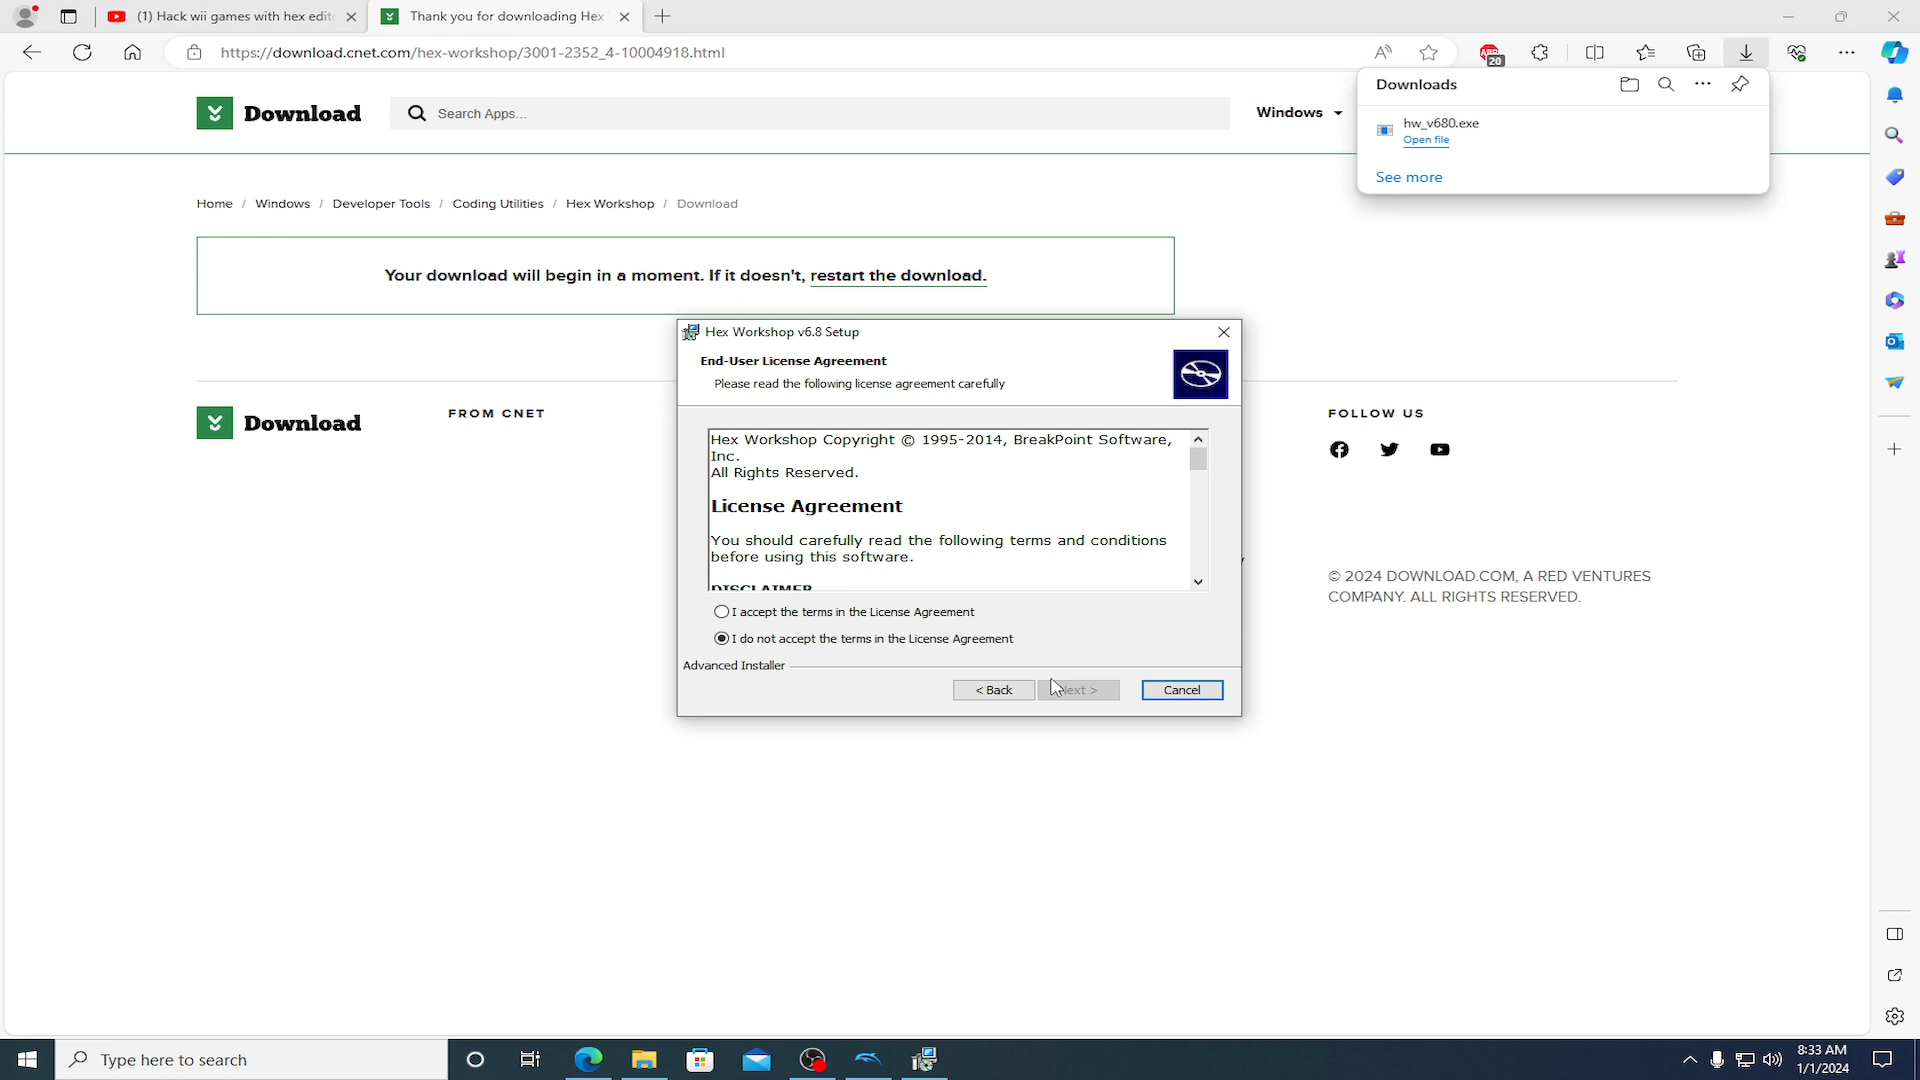 (1) Hack wii games with hex edit
Thank you for downloading Hex
https://download.cnet.com/hex-workshop/3001-2352_4-10004918.html
20
Downloads
hw_v680.exe
Open file
See more
Download
Search Apps...
Windows
Home / Windows / Developer Tools / Coding Utilities / Hex Workshop / Download
Your download will begin in a moment. If it doesn't, restart the download.
Hex Workshop v6.8 Setup
End-User License Agreement
Please read the following license agreement carefully
Hex Workshop Copyright © 1995-2014, BreakPoint Software,
Inc.
All Rights Reserved.
License Agreement
You should carefully read the following terms and conditions
before using this software.
DISCLAIMER
I accept the terms in the License Agreement
I do not accept the terms in the License Agreement
Advanced Installer
< Back
Next >
Cancel
Download
FROM CNET
FOLLOW US
© 2024 DOWNLOAD.COM, A RED VENTURES
COMPANY. ALL RIGHTS RESERVED.
Type here to search
8:33 AM
1/1/2024